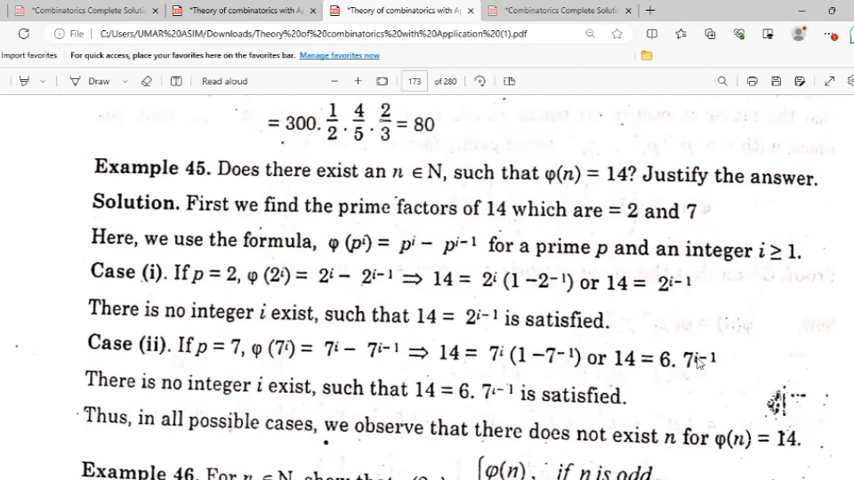 *Combinatorics Complete Soluti
*Theory of combinatorics with A
*Theory of combinatorics with A
*Combinatorics Complete Soluti
File
C:/Users/UMAR%20ASIM/Downloads/Theory%20of%20combinatorics%20with%20Application%20(1).pdf
Import favorites
For quick access, place your favorites here on the favorites bar. Manage favorites now
Draw
Read aloud
173 of 280
= 300. 1/2 . 4/5 . 2/3 = 80
Example 45. Does there exist an n ∈ N, such that φ(n) = 14? Justify the answer.
Solution. First we find the prime factors of 14 which are = 2 and 7
Here, we use the formula, φ (pⁱ) = pⁱ − pⁱ⁻¹ for a prime p and an integer i ≥ 1.
Case (i). If p = 2, φ (2ⁱ) = 2ⁱ − 2ⁱ⁻¹ ⇒ 14 = 2ⁱ (1 −2⁻¹) or 14 = 2ⁱ⁻¹
There is no integer i exist, such that 14 = 2ⁱ⁻¹ is satisfied.
Case (ii). If p = 7, φ (7ⁱ) = 7ⁱ − 7ⁱ⁻¹ ⇒ 14 = 7ⁱ (1 −7⁻¹) or 14 = 6. 7ⁱ⁻¹
There is no integer i exist, such that 14 = 6. 7ⁱ⁻¹ is satisfied.
Thus, in all possible cases, we observe that there does not exist n for φ(n) = 14.
Example 46. For n ∈ N, show that φ(n), if n is odd